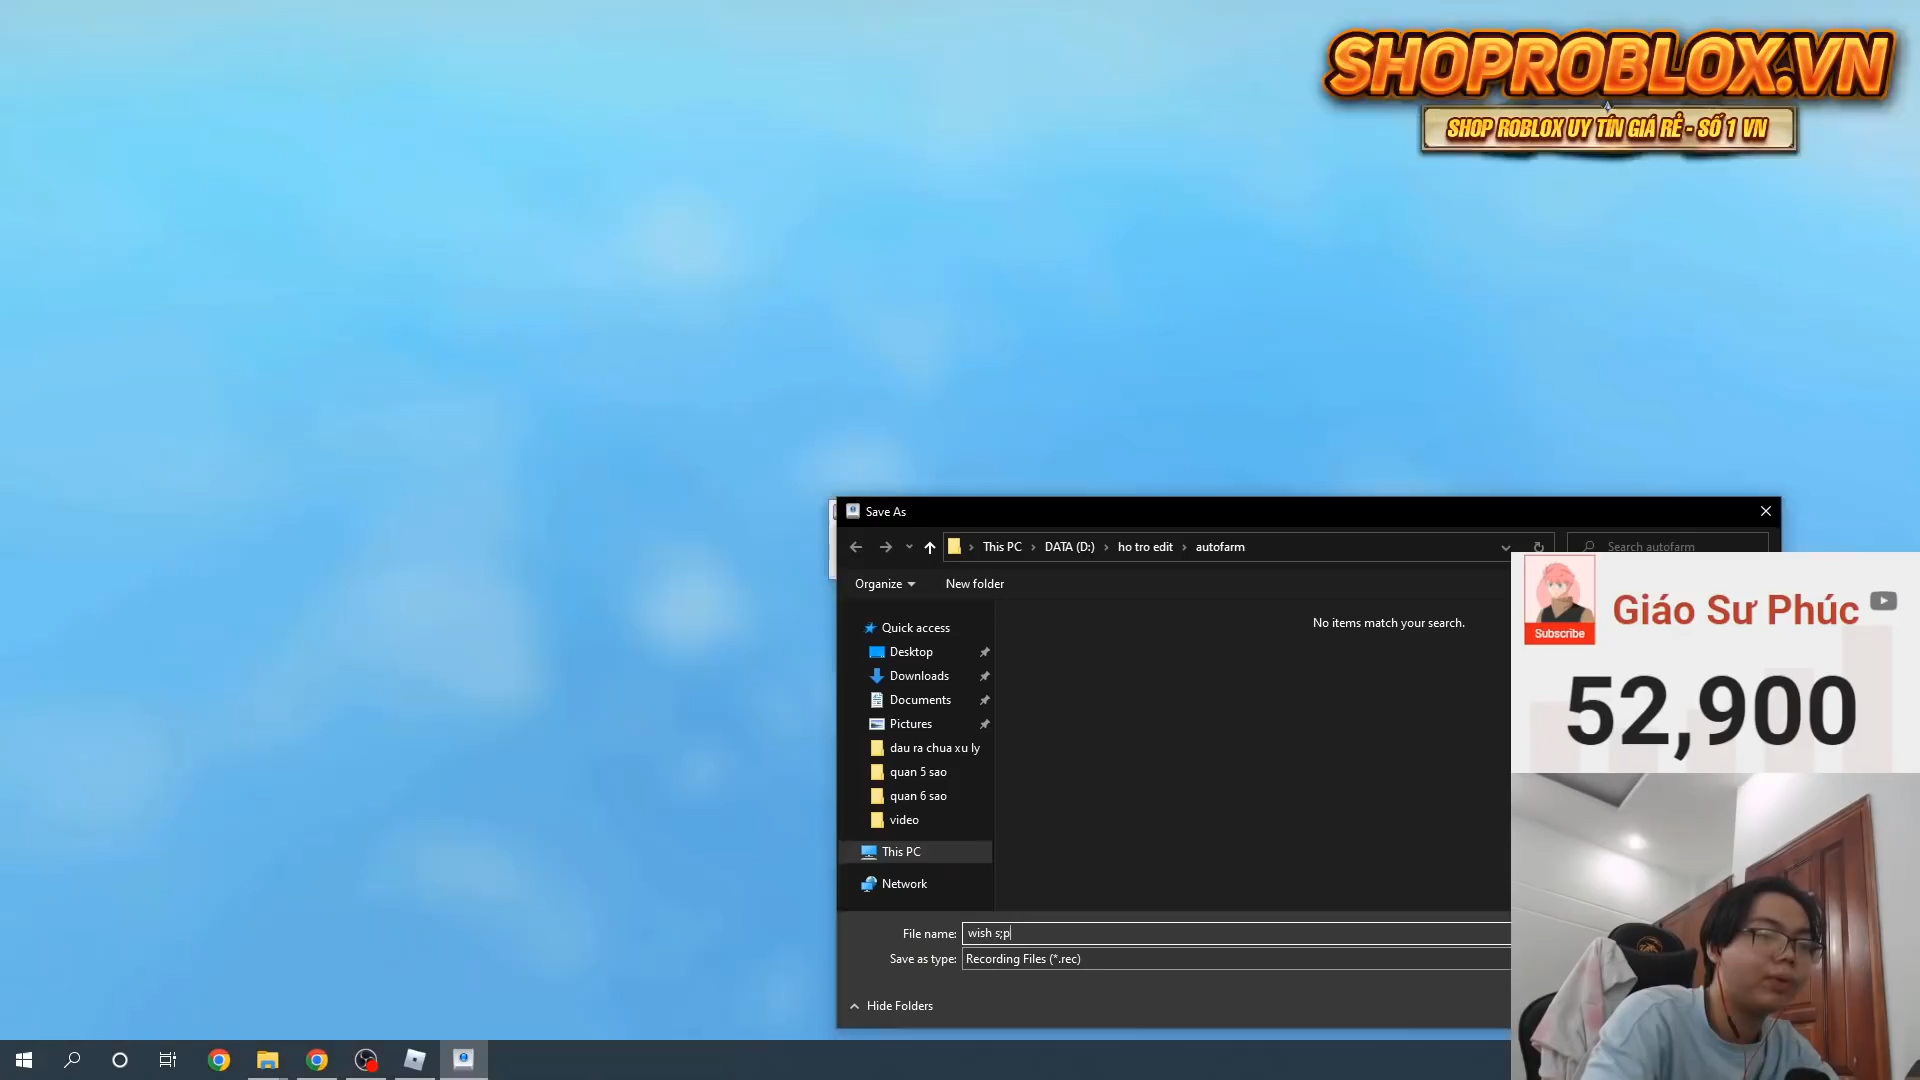 SHOPROBLOX.VN
SHOP ROBLOX UY TÍN GIÁ RẺ - SỐ 1 VN
Save As
This PC
DATA (D:)
ho tro edit
autofarm
Search autofarm
Organize
New folder
Quick access
No items match your search.
Desktop
Downloads
Documents
Pictures
dau ra chua xu ly
quan 5 sao
quan 6 sao
video
This PC
Network
File name: wish s;p
Save as type: Recording Files (*.rec)
Hide Folders
Subscribe
Giáo Sư Phúc
52,900